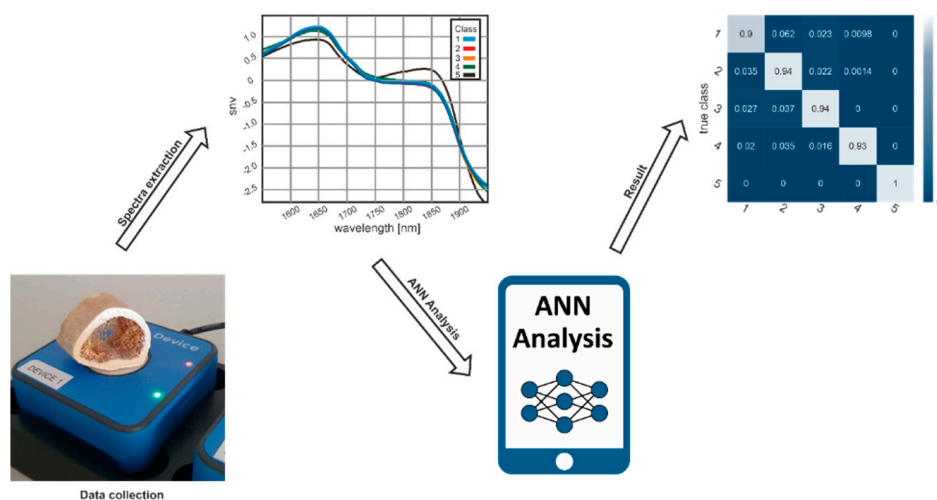 Class
1
2
3
4
5
1.0
0.5
0
-0.5
-1.0
-1.5
-2.0
-2.5
snv
1600 1650 1700 1750 1800 1850 1900
wavelength [nm]
Spectra extraction
Device
DEVICE 1
Data collection
ANN Analysis
ANN
Analysis
Result
true class
1 0.9 0.062 0.023 0.0098 0
2 0.035 0.94 0.022 0.0014 0
3 0.027 0.037 0.94 0 0
4 0.02 0.035 0.016 0.93 0
5 0 0 0 0 1
1 2 3 4 5